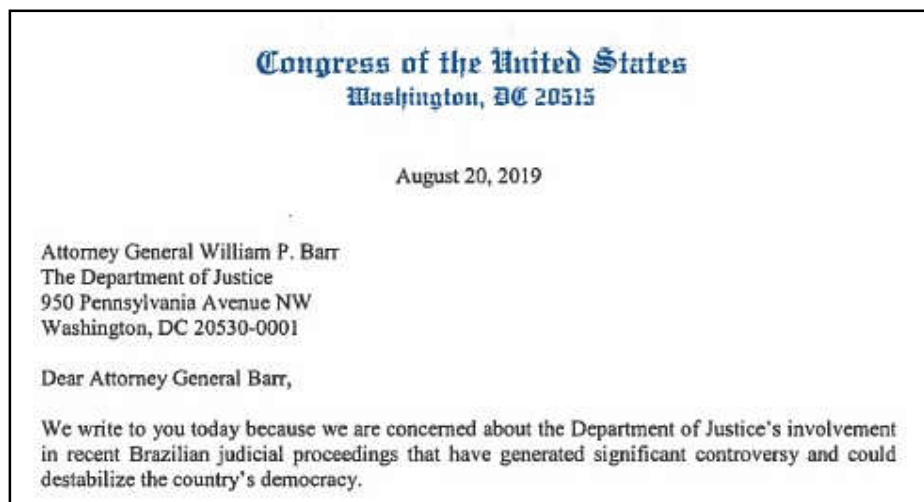 Congress of the United States
Washington, DC 20515
August 20, 2019
Attorney General William P. Barr
The Department of Justice
950 Pennsylvania Avenue NW
Washington, DC 20530-0001
Dear Attorney General Barr,
We write to you today because we are concerned about the Department of Justice's involvement
in recent Brazilian judicial proceedings that have generated significant controversy and could
destabilize the country's democracy.